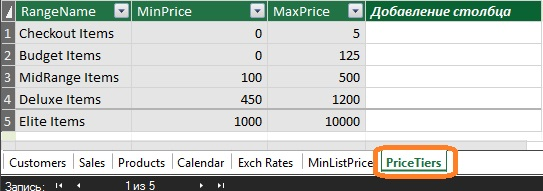 RangeName MinPrice MaxPrice Добавление столбца
1 Checkout Items 0 5
2 Budget Items 0 125
3 MidRange Items 100 500
4 Deluxe Items 450 1200
5 Elite Items 1000 10000
Customers Sales Products Calendar Exch Rates MinListPrice PriceTiers
Запись: 1 из 5